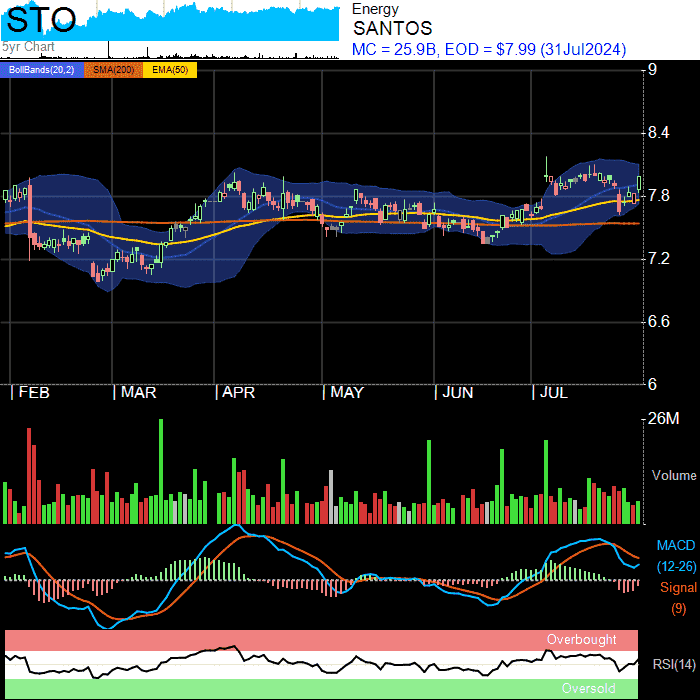 STO
5yr Chart
Energy
SANTOS
MC = 25.9B, EOD = $7.99 (31Jul2024)
BollBands(20,2) SMA(200) EMA(50)
9
8.4
7.8
7.2
6.6
6
| FEB | MAR | APR | MAY | JUN | JUL
26M
Volume
MACD
(12-26)
Signal
(9)
Overbought
RSI(14)
Oversold